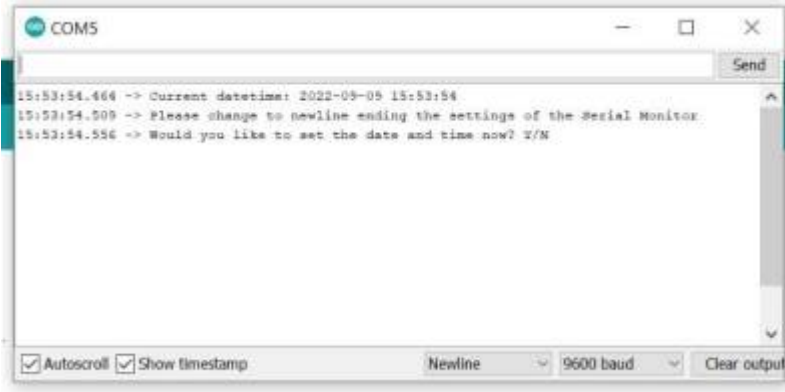 COM5
Send
15:53:54.464 -> Current datetime: 2022-09-09 15:53:54
15:53:54.509 -> Please change to newline ending the settings of the Serial Monitor
15:53:54.556 -> Would you like to set the date and time now? Y/N
Autoscroll Show timestamp Newline 9600 baud Clear output